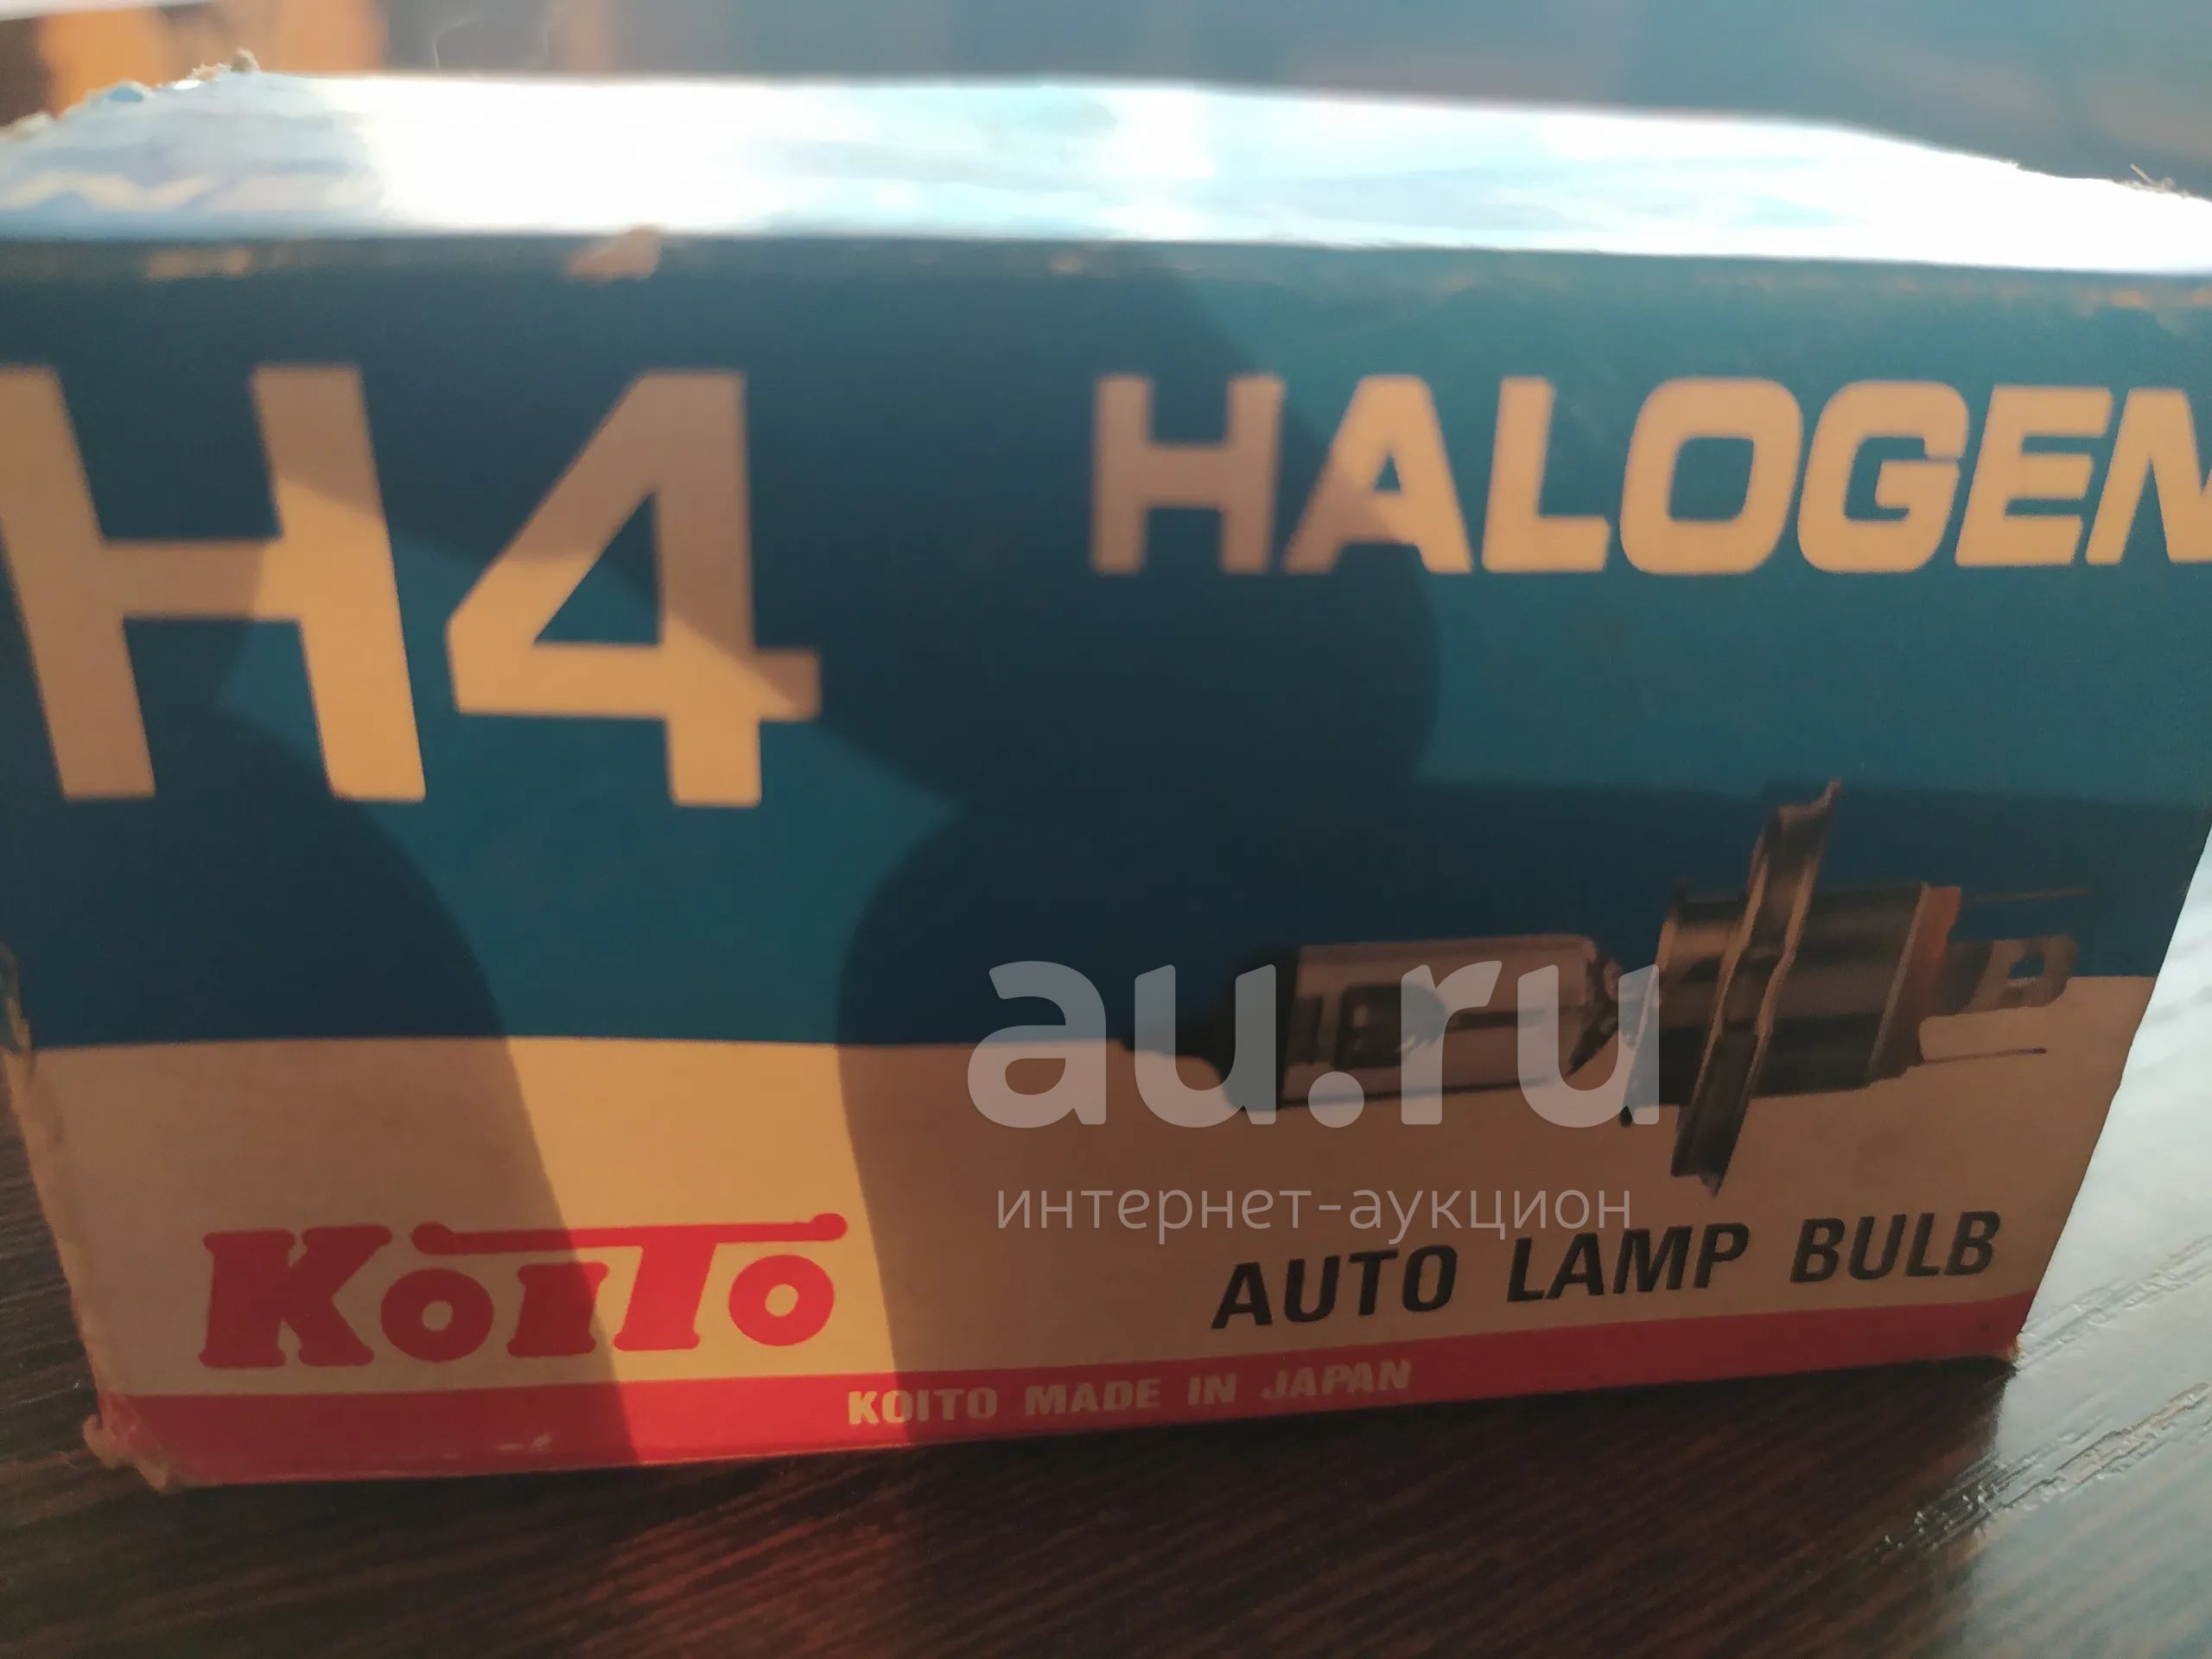 H4 HALOGEN
au.ru
интернет-аукцион
KOITO
AUTO LAMP BULB
KOITO MADE IN JAPAN